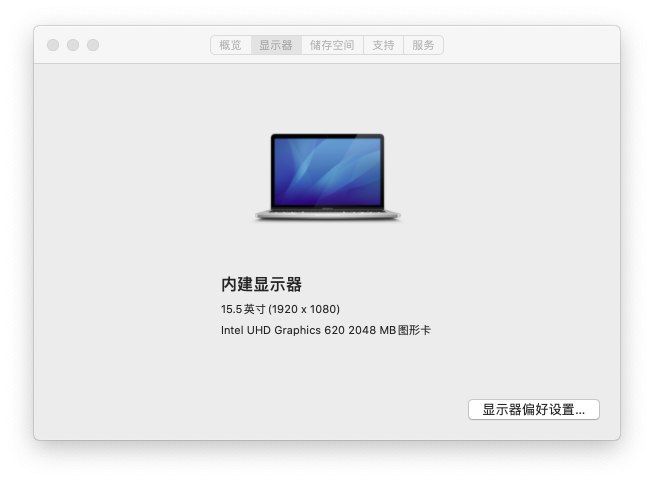 概览 显示器 储存空间 支持 服务
内建显示器
15.5英寸 (1920 x 1080)
Intel UHD Graphics 620 2048 MB图形卡
显示器偏好设置...